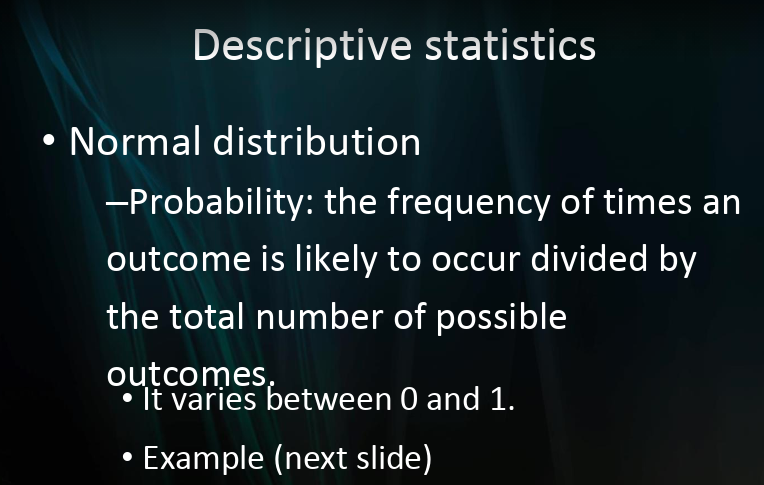 Descriptive statistics
• Normal distribution
–Probability: the frequency of times an
outcome is likely to occur divided by
the total number of possible
outcomes.
• It varies between 0 and 1.
• Example (next slide)